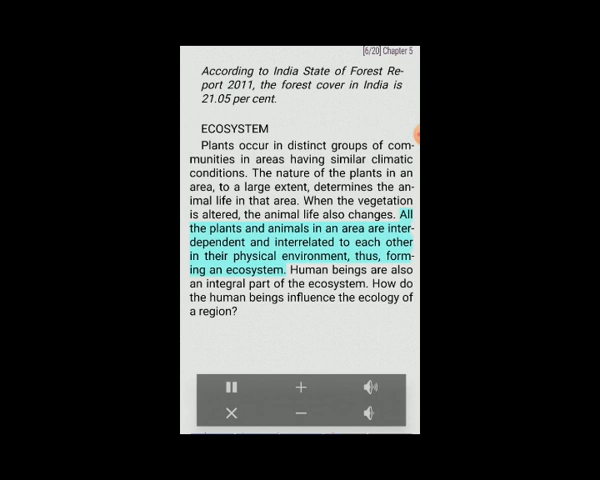 [6/20] Chapter 5
According to India State of Forest Re-
port 2011, the forest cover in India is
21.05 per cent.
ECOSYSTEM
Plants occur in distinct groups of com-
munities in areas having similar climatic
conditions. The nature of the plants in an
area, to a large extent, determines the an-
imal life in that area. When the vegetation
is altered, the animal life also changes. All
the plants and animals in an area are inter-
dependent and interrelated to each other
in their physical environment, thus, form-
ing an ecosystem. Human beings are also
an integral part of the ecosystem. How do
the human beings influence the ecology of
a region?